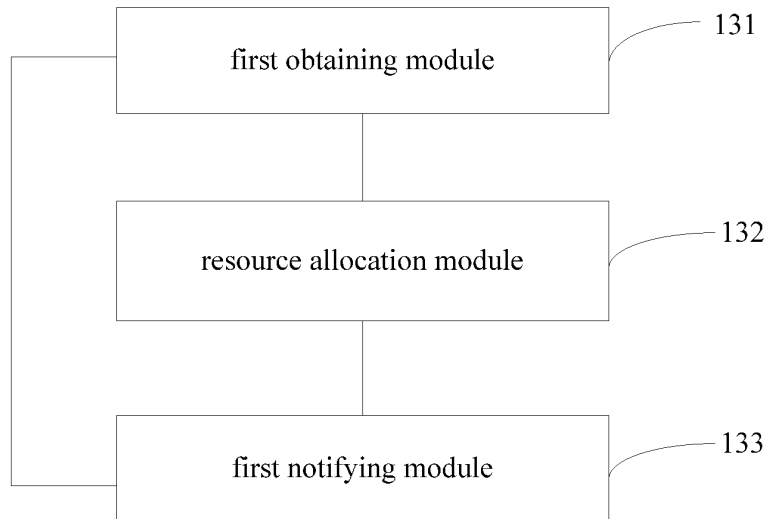 first obtaining module
131
resource allocation module
132
first notifying module
133